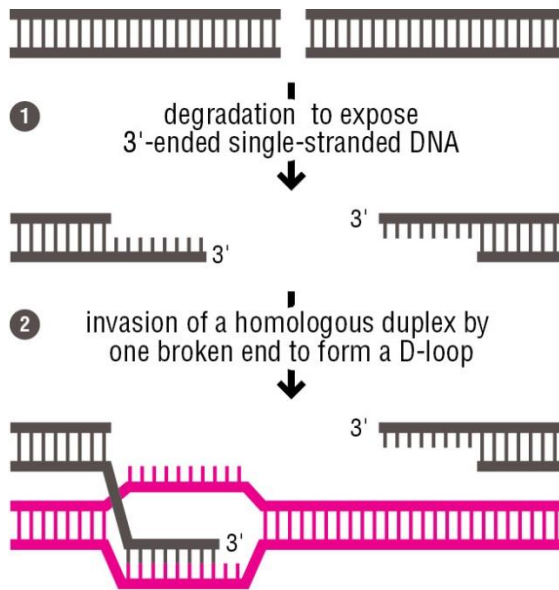 1
degradation to expose
3'-ended single-stranded DNA
3'
3'
2
invasion of a homologous duplex by
one broken end to form a D-loop
3'
3'